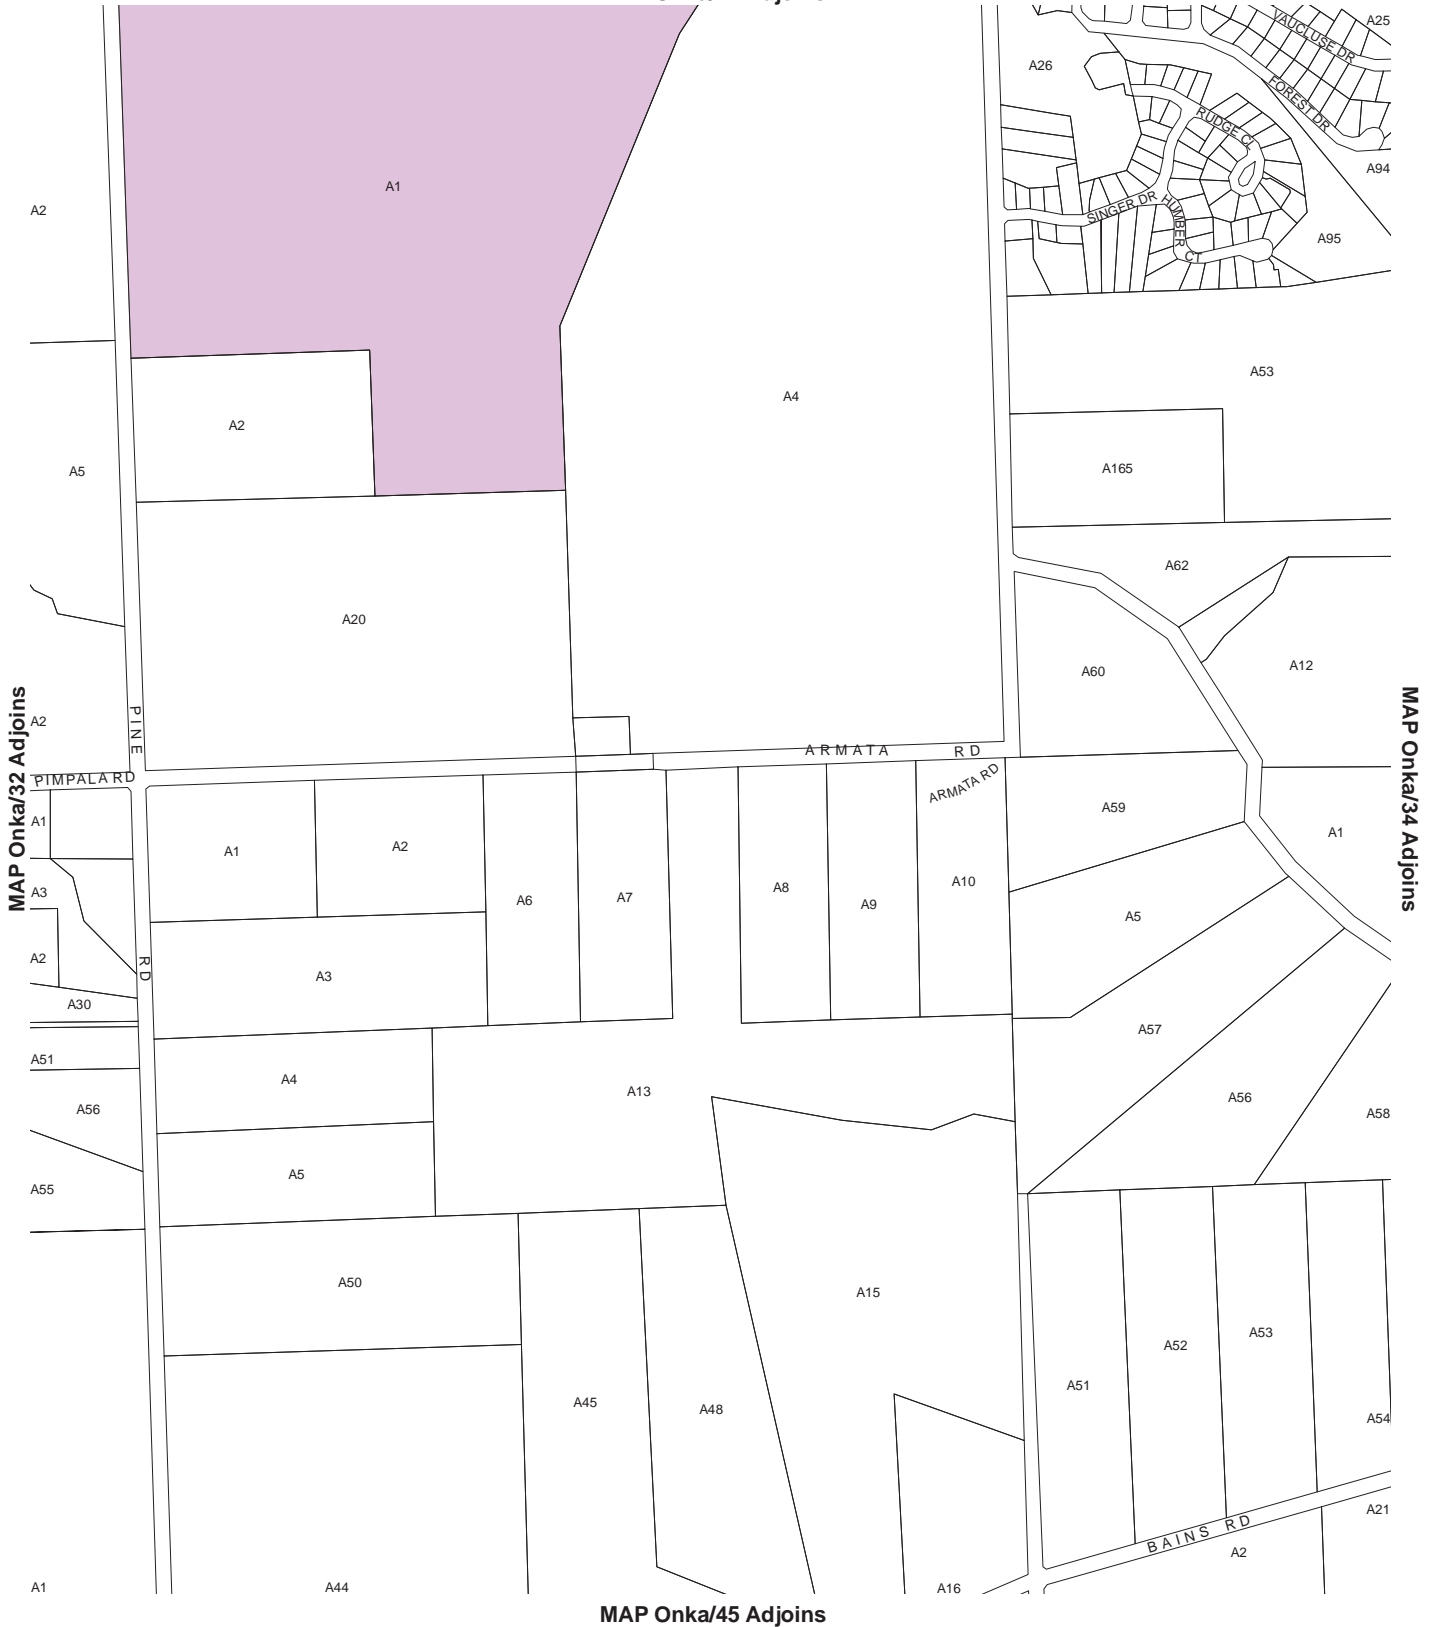 A25
VAUCLUSE DR
A26
FOREST DR
RUDGE CL
A94
A1
A2
SINGER DR
HUMBER CT
A95
A53
A4
A2
A165
A5
A62
A20
A60
A12
PINE RD
A2
MAP Onka/32 Adjoins
MAP Onka/34 Adjoins
ARMATA RD
PIMPALA RD
ARMATA RD
A59
A1
A1
A1
A2
A10
A8
A3
A6
A7
A9
A5
A2
A3
A30
A57
A51
A4
A13
A56
A56
A58
A5
A55
A50
A15
A53
A52
A51
A45
A48
A54
A21
BAINS RD
A2
A1
A44
A16
MAP Onka/45 Adjoins